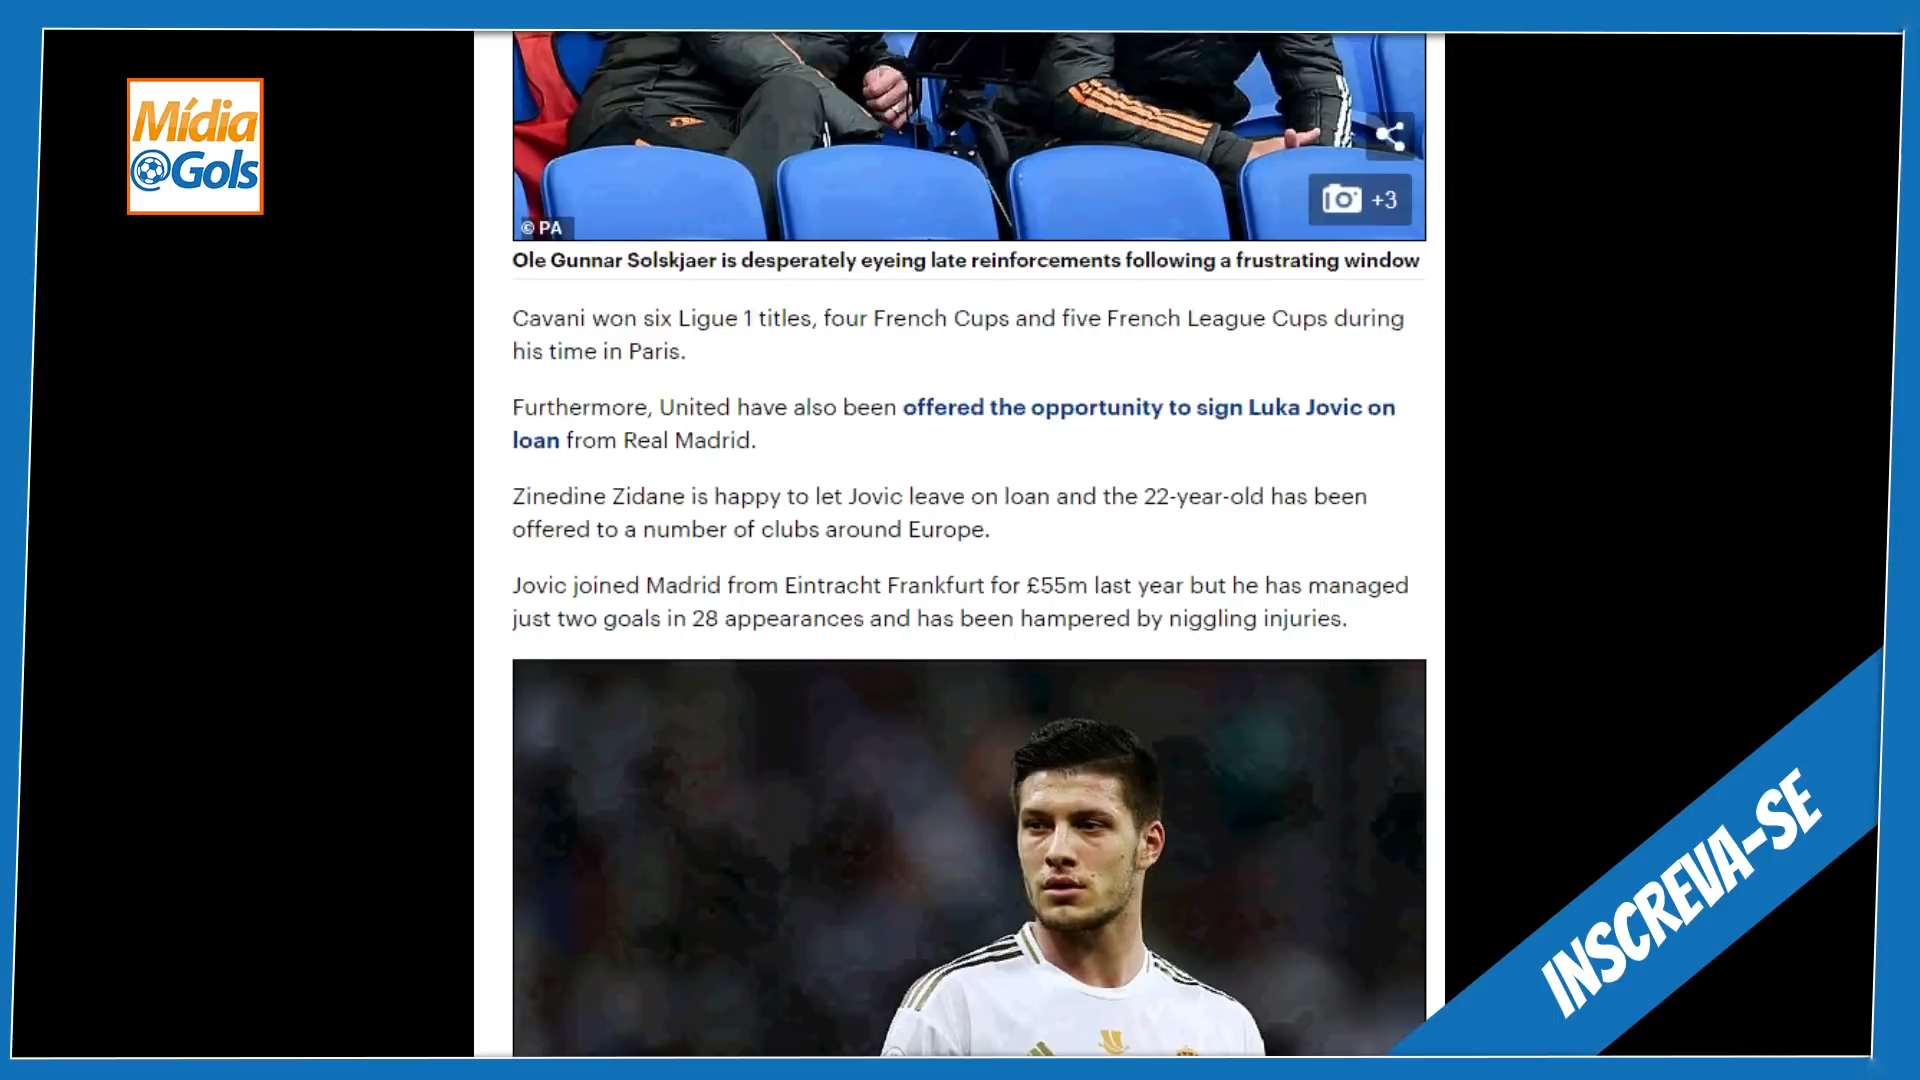 Mídia
@Gols
+3
© PA
Ole Gunnar Solskjaer is desperately eyeing late reinforcements following a frustrating window
Cavani won six Ligue 1 titles, four French Cups and five French League Cups during
his time in Paris.
Furthermore, United have also been offered the opportunity to sign Luka Jovic on
loan from Real Madrid.
Zinedine Zidane is happy to let Jovic leave on loan and the 22-year-old has been
offered to a number of clubs around Europe.
Jovic joined Madrid from Eintracht Frankfurt for £55m last year but he has managed
just two goals in 28 appearances and has been hampered by niggling injuries.
INSCREVA-SE